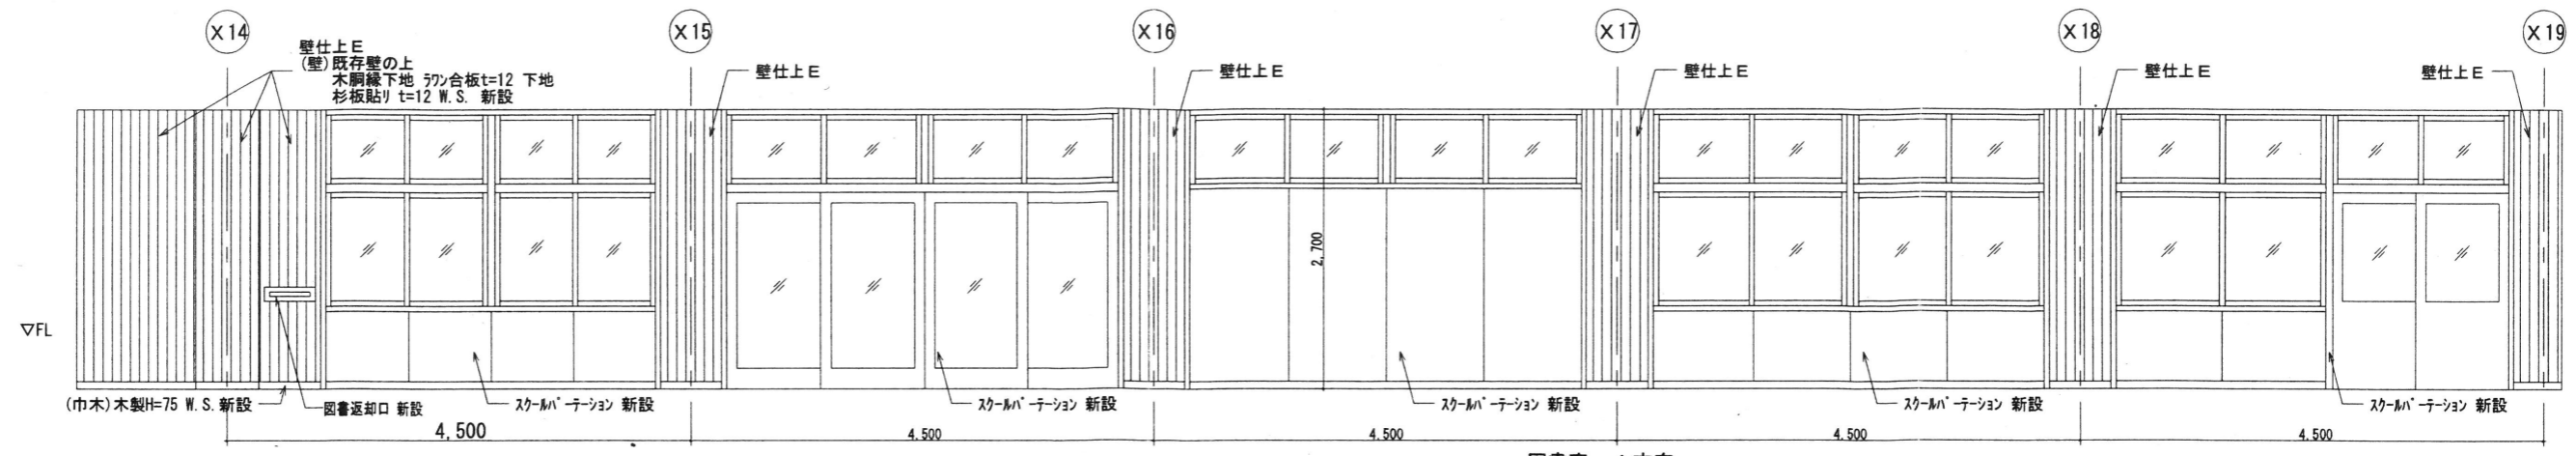 X14
X15
X16
X17
X18
X19
壁仕上E
(壁)既存壁の上
木胴縁下地 ﾗﾜﾝ合板t=12 下地
杉板貼り t=12 W.S. 新設
壁仕上E
壁仕上E
壁仕上E
壁仕上E
壁仕上E
2,700
▽FL
(巾木)木製H=75 W.S.新設
図書返却口 新設
ｽｸｰﾙﾊﾟｰﾃｰｼｮﾝ 新設
ｽｸｰﾙﾊﾟｰﾃｰｼｮﾝ 新設
ｽｸｰﾙﾊﾟｰﾃｰｼｮﾝ 新設
ｽｸｰﾙﾊﾟｰﾃｰｼｮﾝ 新設
ｽｸｰﾙﾊﾟｰﾃｰｼｮﾝ 新設
4,500
4,500
4,500
4,500
4,500